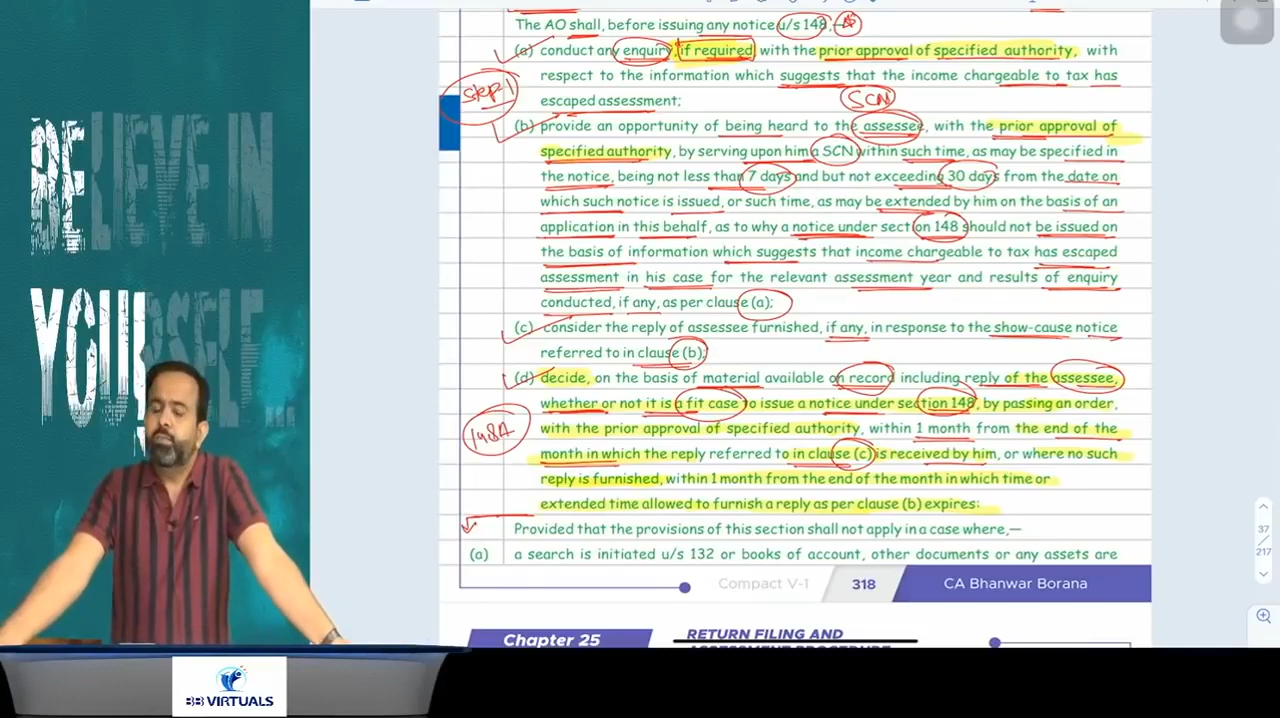 The AO shall, before issuing any notice u/s 148,—
(a) conduct any enquiry, if required, with the prior approval of specified authority, with
respect to the information which suggests that the income chargeable to tax has
Step 1
escaped assessment;
SCN
(b) provide an opportunity of being heard to the assessee, with the prior approval of
specified authority, by serving upon him a SCN within such time, as may be specified in
the notice, being not less than 7 days and but not exceeding 30 days from the date on
which such notice is issued, or such time, as may be extended by him on the basis of an
application in this behalf, as to why a notice under section 148 should not be issued on
the basis of information which suggests that income chargeable to tax has escaped
assessment in his case for the relevant assessment year and results of enquiry
conducted, if any, as per clause (a);
(c) consider the reply of assessee furnished, if any, in response to the show-cause notice
referred to in clause (b);
(d) decide, on the basis of material available on record including reply of the assessee,
whether or not it is a fit case to issue a notice under section 148, by passing an order,
148A
with the prior approval of specified authority, within 1 month from the end of the
month in which the reply referred to in clause (c) is received by him, or where no such
reply is furnished, within 1 month from the end of the month in which time or
extended time allowed to furnish a reply as per clause (b) expires:
Provided that the provisions of this section shall not apply in a case where,—
(a) a search is initiated u/s 132 or books of account, other documents or any assets are
Compact V-1 318 CA Bhanwar Borana
Chapter 25 RETURN FILING AND
ASSESSMENT PROCEDURE
BELIEVE IN
YOURSELF...
BB VIRTUALS
37
/
217